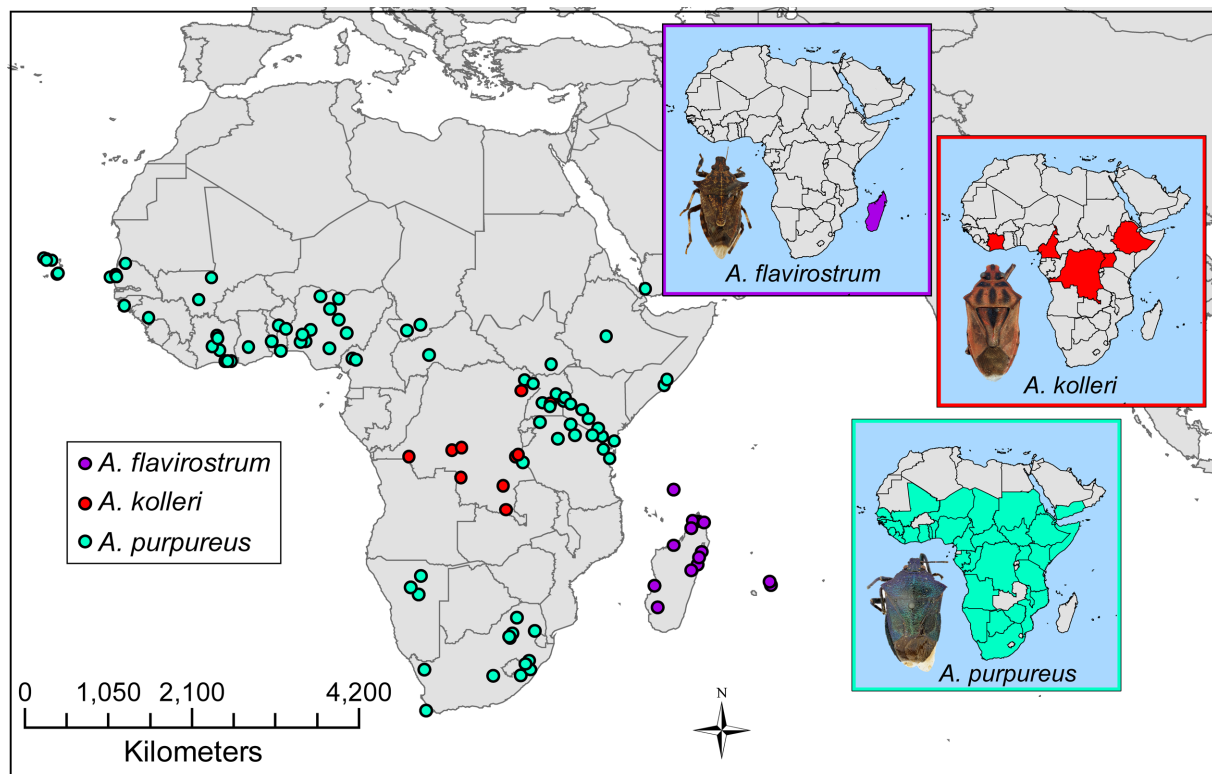 A. flavirostrum
A. kolleri
A. purpureus
A. flavirostrum
A. kolleri
A. purpureus
0 1,050 2,100 4,200
Kilometers
N